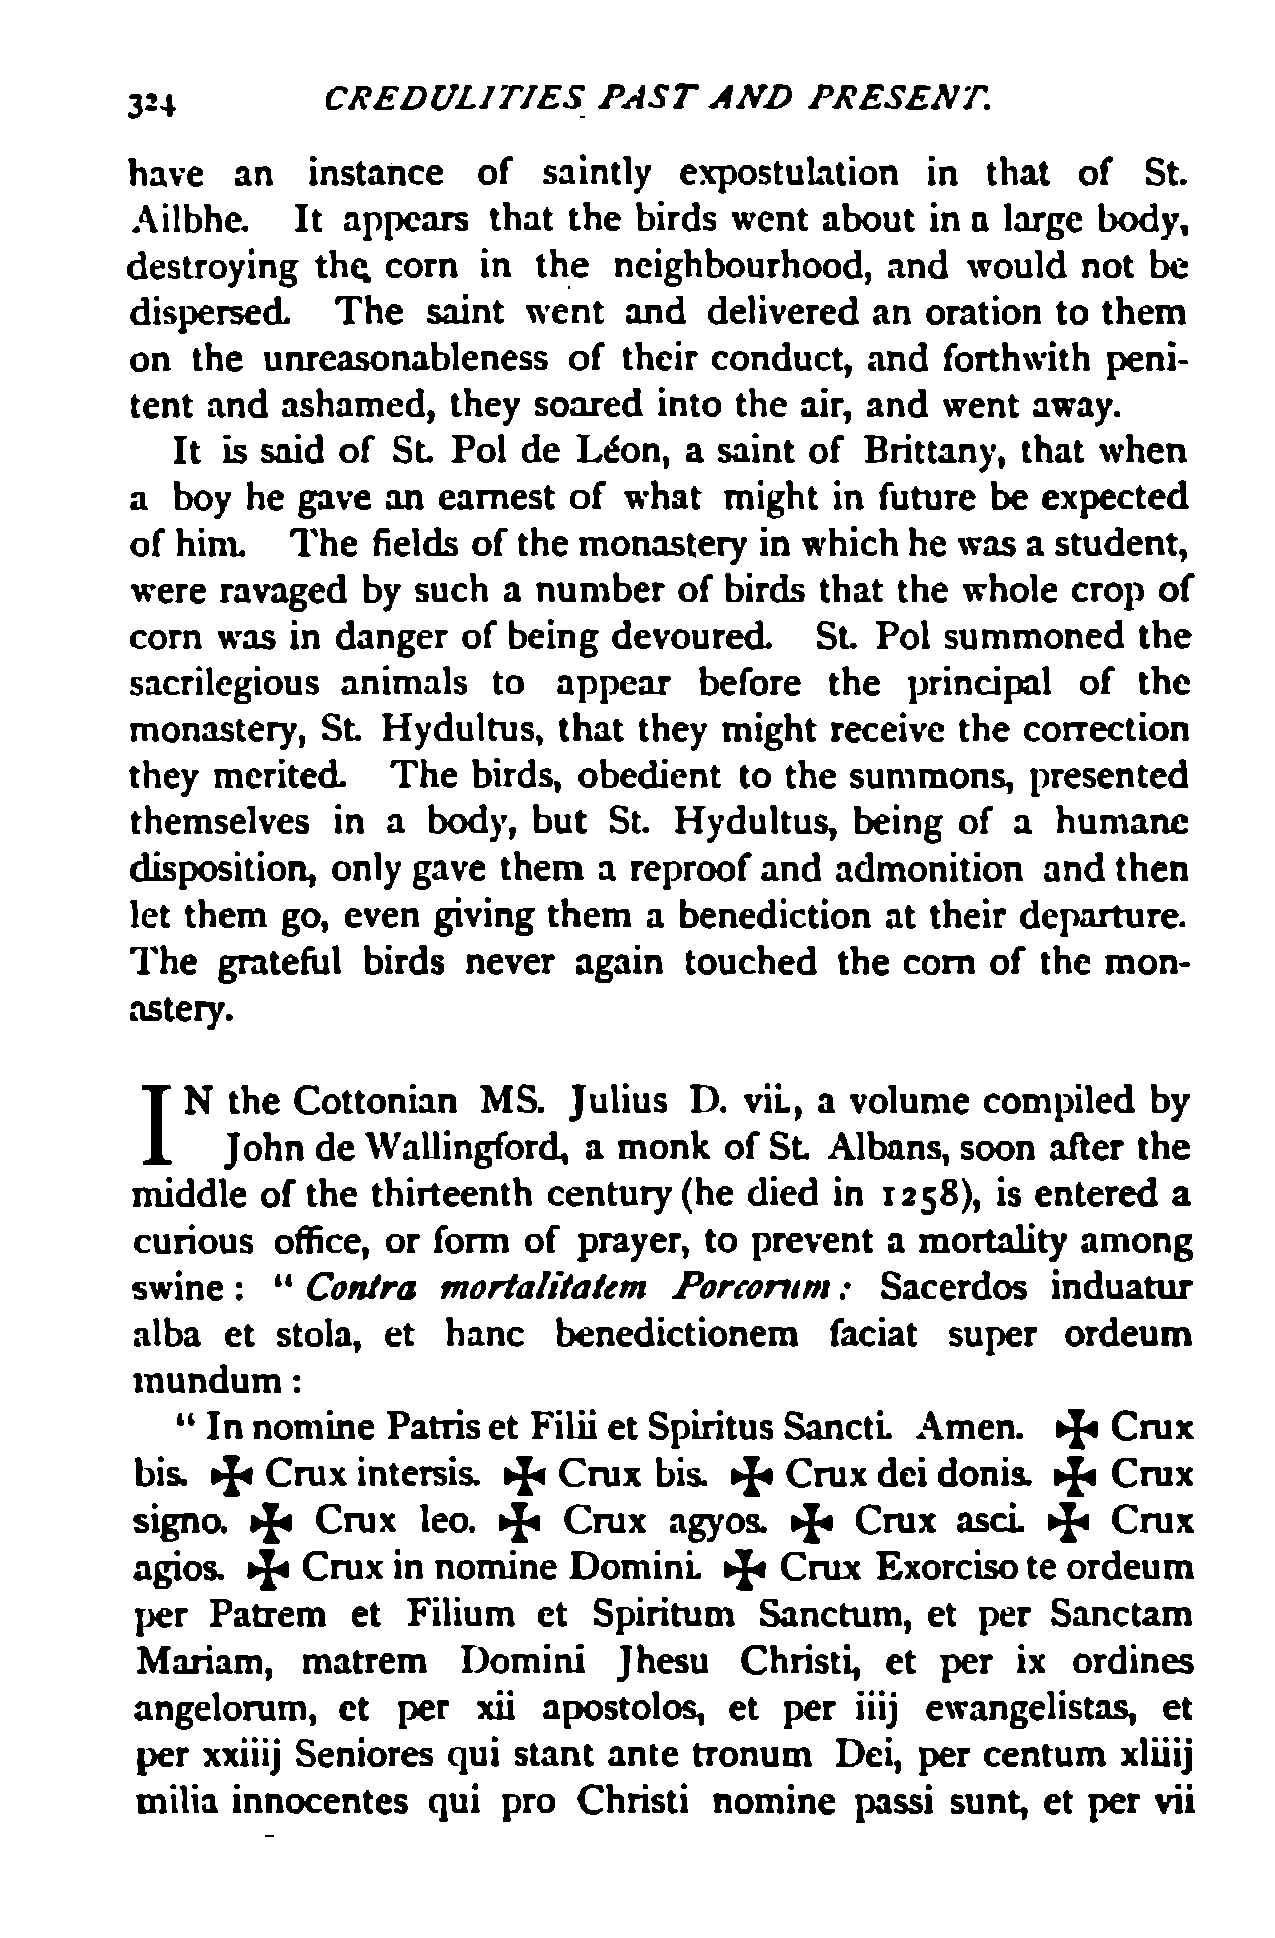 324 CREDULITIES PAST AND PRESENT.
have an instance of saintly expostulation in that of St.
Ailbhe. It appears that the birds went about in a large body,
destroying the corn in the neighbourhood, and would not be
dispersed. The saint went and delivered an oration to them
on the unreasonableness of their conduct, and forthwith peni-
tent and ashamed, they soared into the air, and went away.
It is said of St. Pol de Léon, a saint of Brittany, that when
a boy he gave an earnest of what might in future be expected
of him. The fields of the monastery in which he was a student,
were ravaged by such a number of birds that the whole crop of
corn was in danger of being devoured. St. Pol summoned the
sacrilegious animals to appear before the principal of the
monastery, St. Hydultus, that they might receive the correction
they merited. The birds, obedient to the summons, presented
themselves in a body, but St. Hydultus, being of a humane
disposition, only gave them a reproof and admonition and then
let them go, even giving them a benediction at their departure.
The grateful birds never again touched the corn of the mon-
astery.
IN the Cottonian MS. Julius D. vii., a volume compiled by
John de Wallingford, a monk of St. Albans, soon after the
middle of the thirteenth century (he died in 1258), is entered a
curious office, or form of prayer, to prevent a mortality among
swine : " Contra mortalitatem Porcorum : Sacerdos induatur
alba et stola, et hanc benedictionem faciat super ordeum
mundum :
" In nomine Patris et Filii et Spiritus Sancti. Amen. ✠ Crux
bis. ✠ Crux intersis. ✠ Crux bis. ✠ Crux dei donis. ✠ Crux
signo. ✠ Crux leo. ✠ Crux agyos. ✠ Crux asci. ✠ Crux
agios. ✠ Crux in nomine Domini. ✠ Crux Exorciso te ordeum
per Patrem et Filium et Spiritum Sanctum, et per Sanctam
Mariam, matrem Domini Jhesu Christi, et per ix ordines
angelorum, et per xii apostolos, et per iiij ewangelistas, et
per xxiiij Seniores qui stant ante tronum Dei, per centum xliiij
milia innocentes qui pro Christi nomine passi sunt, et per vii